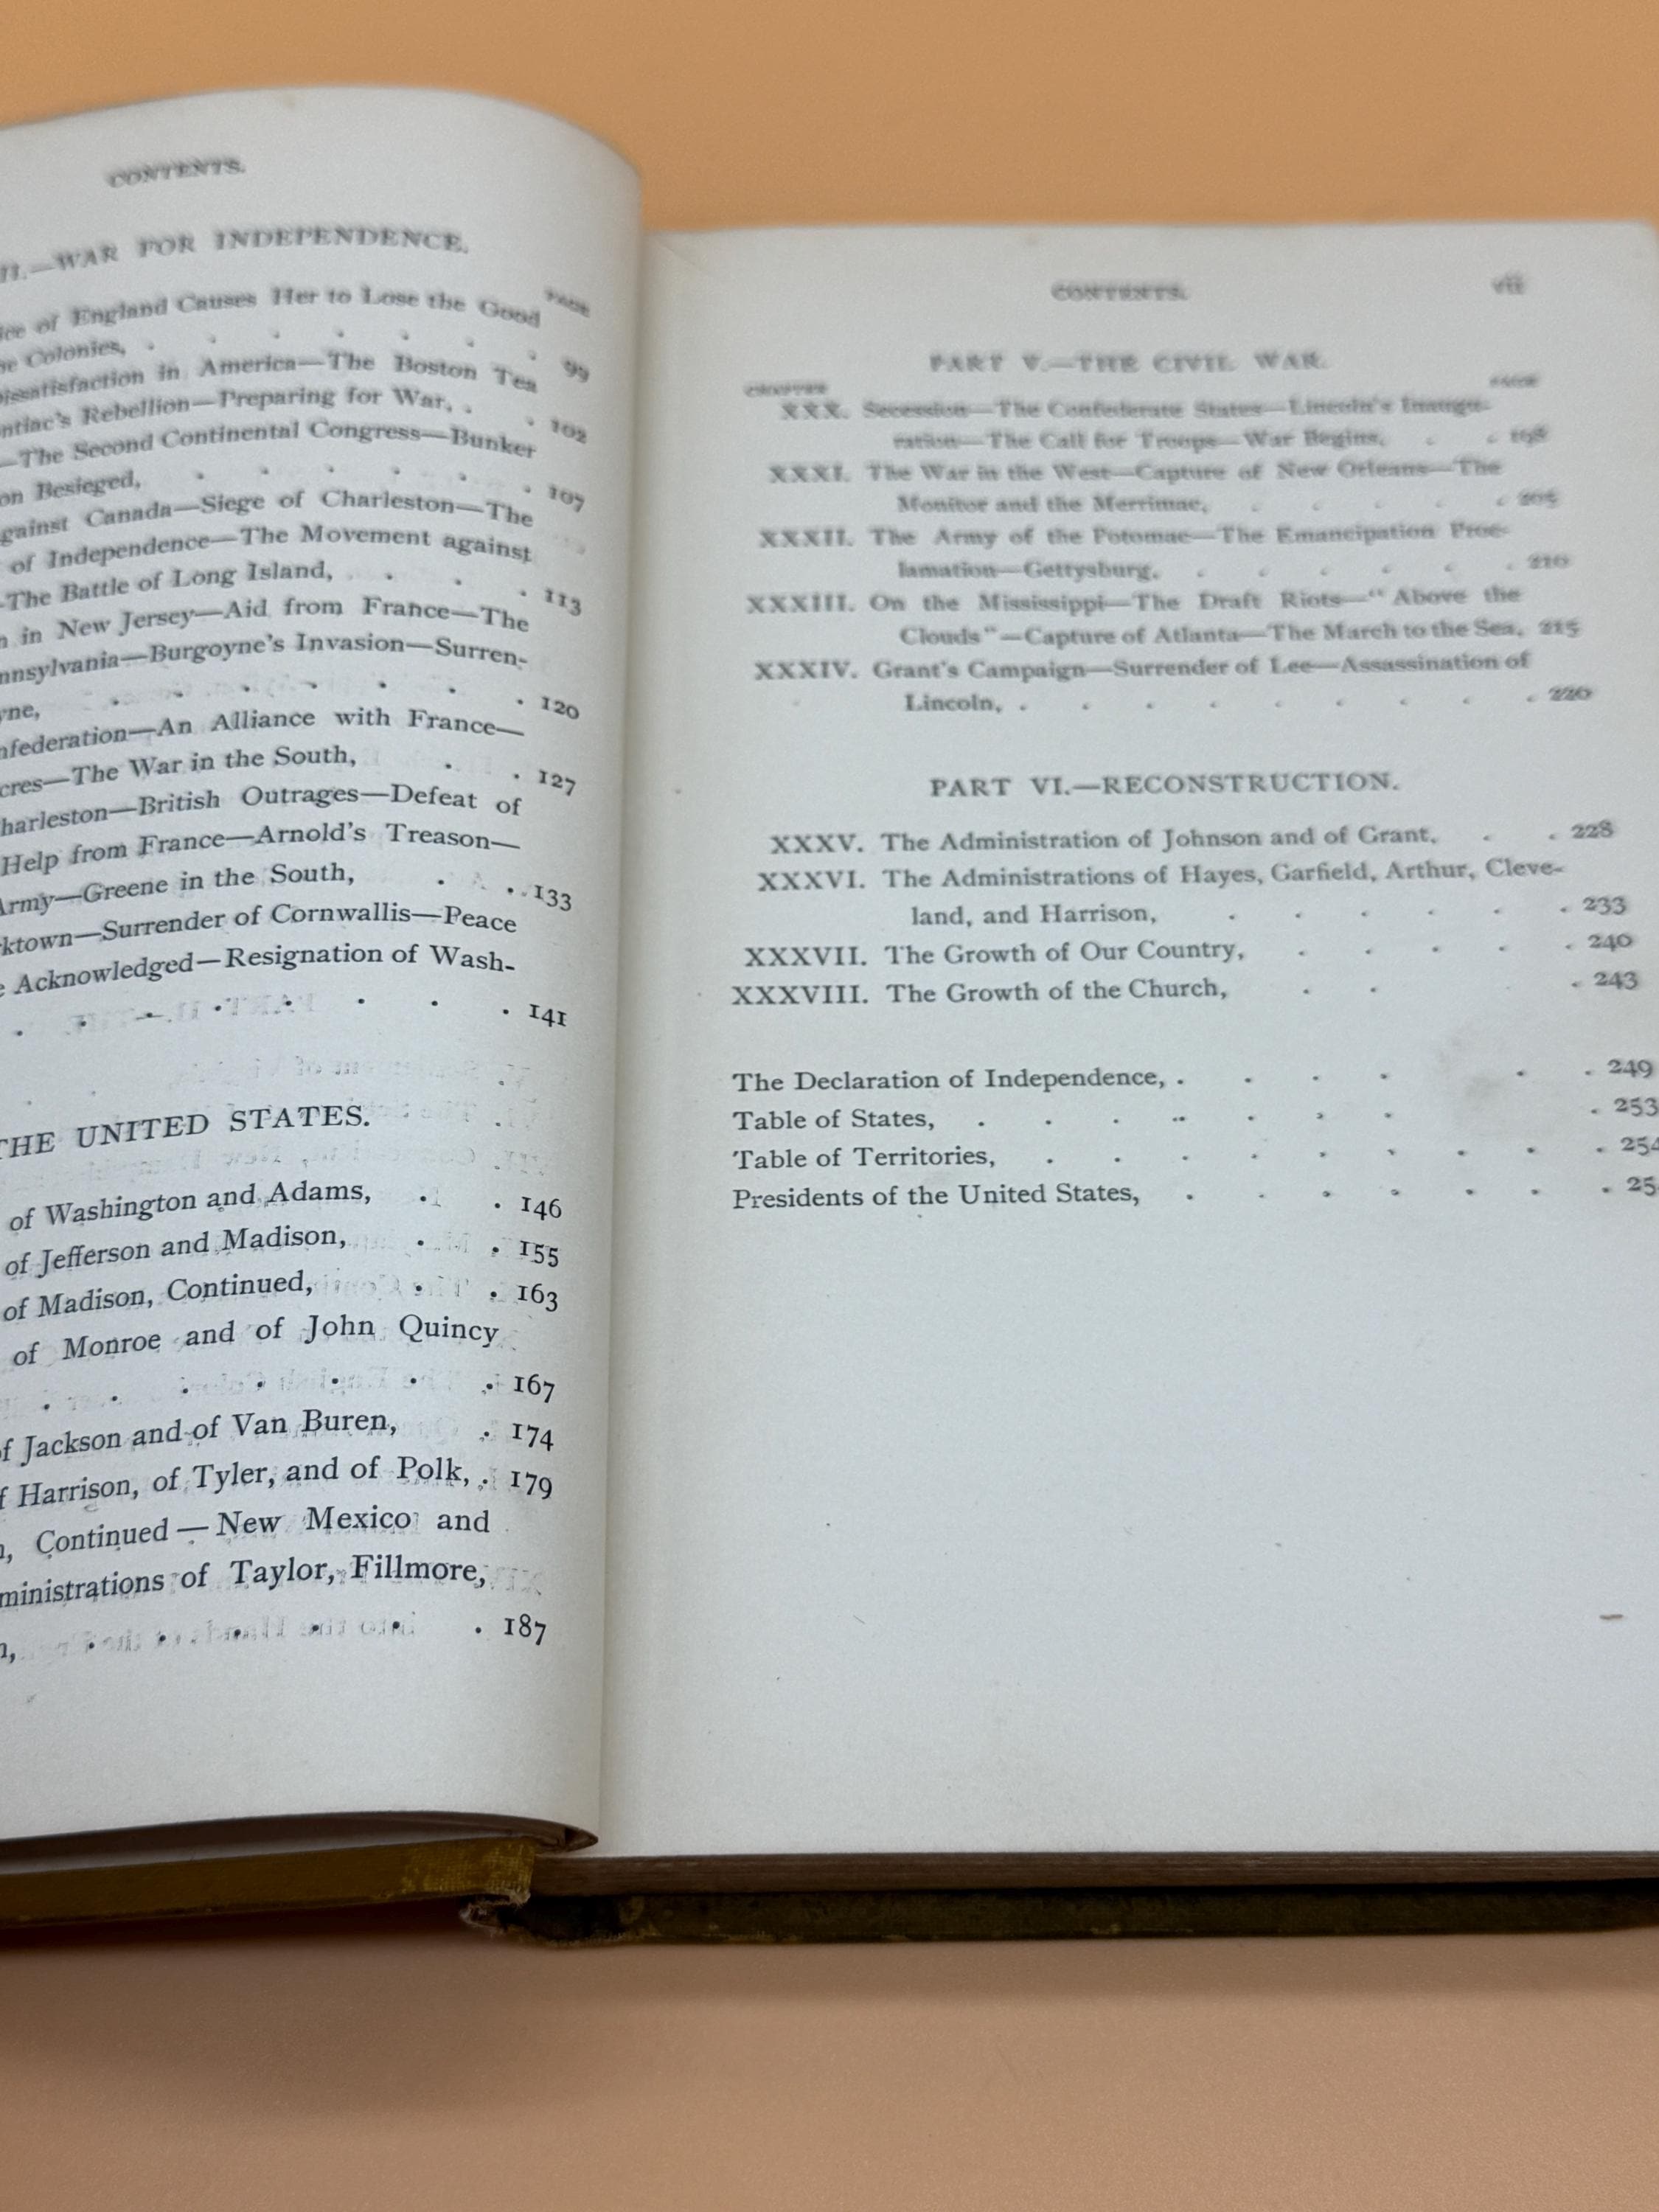 CONTENTS.
II.—WAR FOR INDEPENDENCE.
PAGE
of England Causes Her to Lose the Good
Colonies, . . . . . . 99
Dissatisfaction in America—The Boston Tea
Rebellion—Preparing for War, . . 102
—The Second Continental Congress—Bunker
Besieged, . . . . . . 107
against Canada—Siege of Charleston—The
of Independence—The Movement against
—The Battle of Long Island, . . . 113
in New Jersey—Aid from France—The
—Burgoyne's Invasion—Surren-
. . . . . . 120
—An Alliance with France—
—The War in the South, . . 127
—British Outrages—Defeat of
Help from France—Arnold's Treason—
Army—Greene in the South, . . 133
—Surrender of Cornwallis—Peace
Acknowledged—Resignation of Wash-
. . . . . . 141
THE UNITED STATES.
of Washington and Adams, . . 146
of Jefferson and Madison, . . 155
of Madison, Continued, . . 163
of Monroe and of John Quincy
. . . . . . . 167
of Jackson and of Van Buren, . 174
of Harrison, of Tyler, and of Polk, . 179
Continued — New Mexico and
of Taylor, Fillmore,
. . . . . . 187
CONTENTS. vii
PART V.—THE CIVIL WAR.
CHAPTER PAGE
XXX. Secession—The Confederate States—Lincoln's Inaugu-
ration—The Call for Troops—War Begins, . . 198
XXXI. The War in the West—Capture of New Orleans—The
Monitor and the Merrimac, . . . . . 205
XXXII. The Army of the Potomac—The Emancipation Proc-
lamation—Gettysburg, . . . . . . 210
XXXIII. On the Mississippi—The Draft Riots—"Above the
Clouds"—Capture of Atlanta—The March to the Sea, 215
XXXIV. Grant's Campaign—Surrender of Lee—Assassination of
Lincoln, . . . . . . . . . 220
PART VI.—RECONSTRUCTION.
XXXV. The Administration of Johnson and of Grant, . . 228
XXXVI. The Administrations of Hayes, Garfield, Arthur, Cleve-
land, and Harrison, . . . . . . 233
XXXVII. The Growth of Our Country, . . . . . 240
XXXVIII. The Growth of the Church, . . . 243
The Declaration of Independence, . . . . . . 249
Table of States, . . . . . . . . 253
Table of Territories, . . . . . . . . . 254
Presidents of the United States, . . . . . . . 25